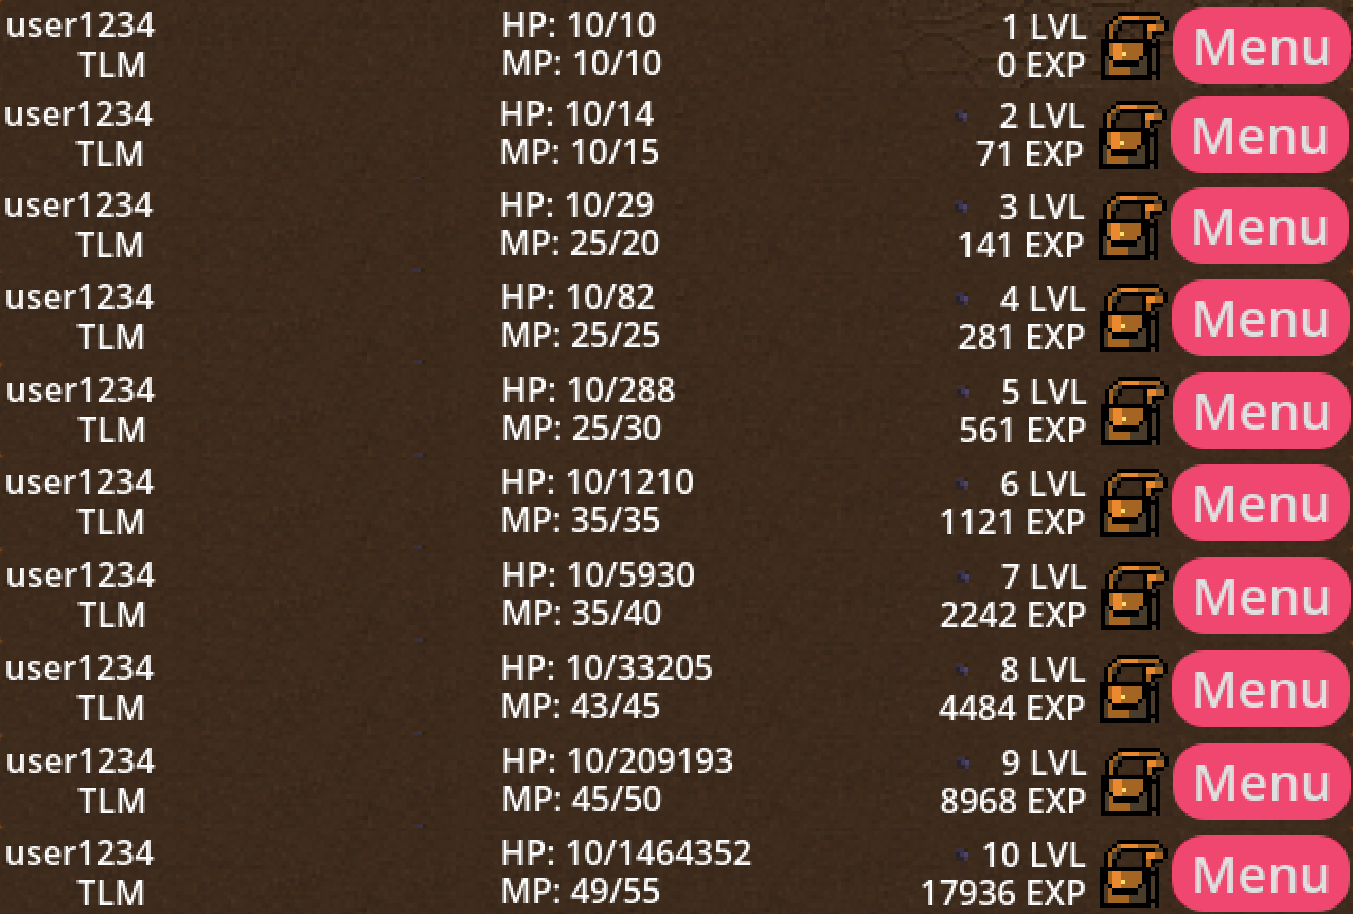 user1234 HP: 10/10 1 LVL Menu
TLM MP: 10/10 0 EXP
user1234 HP: 10/14 2 LVL Menu
TLM MP: 10/15 71 EXP
user1234 HP: 10/29 3 LVL Menu
TLM MP: 25/20 141 EXP
user1234 HP: 10/82 4 LVL Menu
TLM MP: 25/25 281 EXP
user1234 HP: 10/288 5 LVL Menu
TLM MP: 25/30 561 EXP
user1234 HP: 10/1210 6 LVL Menu
TLM MP: 35/35 1121 EXP
user1234 HP: 10/5930 7 LVL Menu
TLM MP: 35/40 2242 EXP
user1234 HP: 10/33205 8 LVL Menu
TLM MP: 43/45 4484 EXP
user1234 HP: 10/209193 9 LVL Menu
TLM MP: 45/50 8968 EXP
user1234 HP: 10/1464352 10 LVL Menu
TLM MP: 49/55 17936 EXP